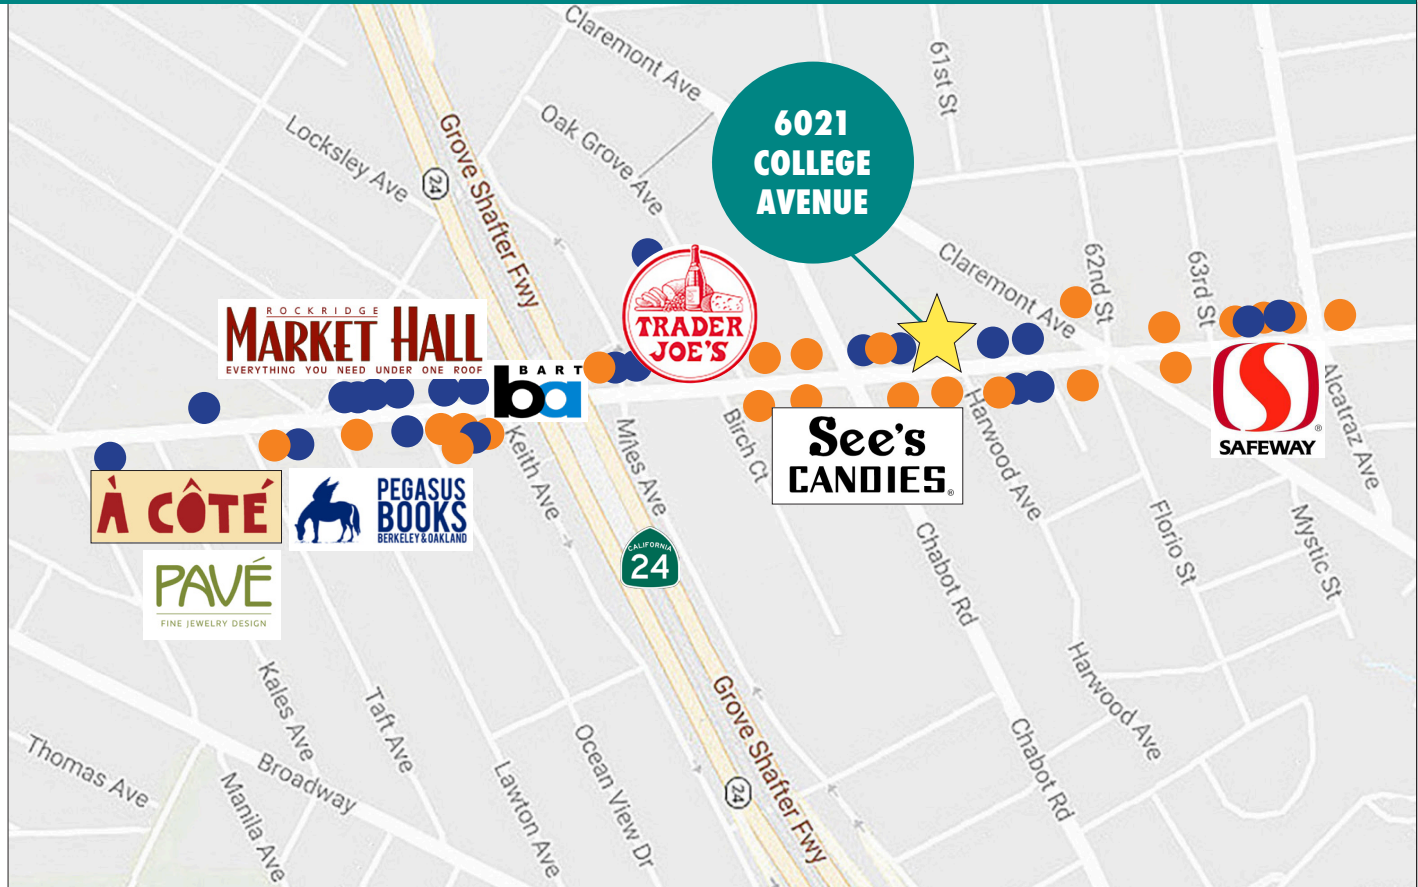 Claremont Ave
61st St
6021
COLLEGE
AVENUE
Oak Grove Ave
Locksley Ave
24
Grove Shafter Fwy
Claremont Ave
62nd St
63rd St
ROCKRIDGE
MARKET HALL
EVERYTHING YOU NEED UNDER ONE ROOF
BART
ba
TRADER
JOE'S
See's
CANDIES®
SAFEWAY®
Alcatraz Ave
Keith Ave
Miles Ave
Birch Ct
Harwood Ave
À CÔTÉ
PEGASUS
BOOKS
BERKELEY & OAKLAND
PAVÉ
FINE JEWELRY DESIGN
CALIFORNIA
24
Chabot Rd
Florio St
Mystic St
Kales Ave
Taft Ave
Grove Shafter Fwy
Harwood Ave
Thomas Ave
Broadway
Manila Ave
Lawton Ave
Ocean View Dr
24
Chabot Rd